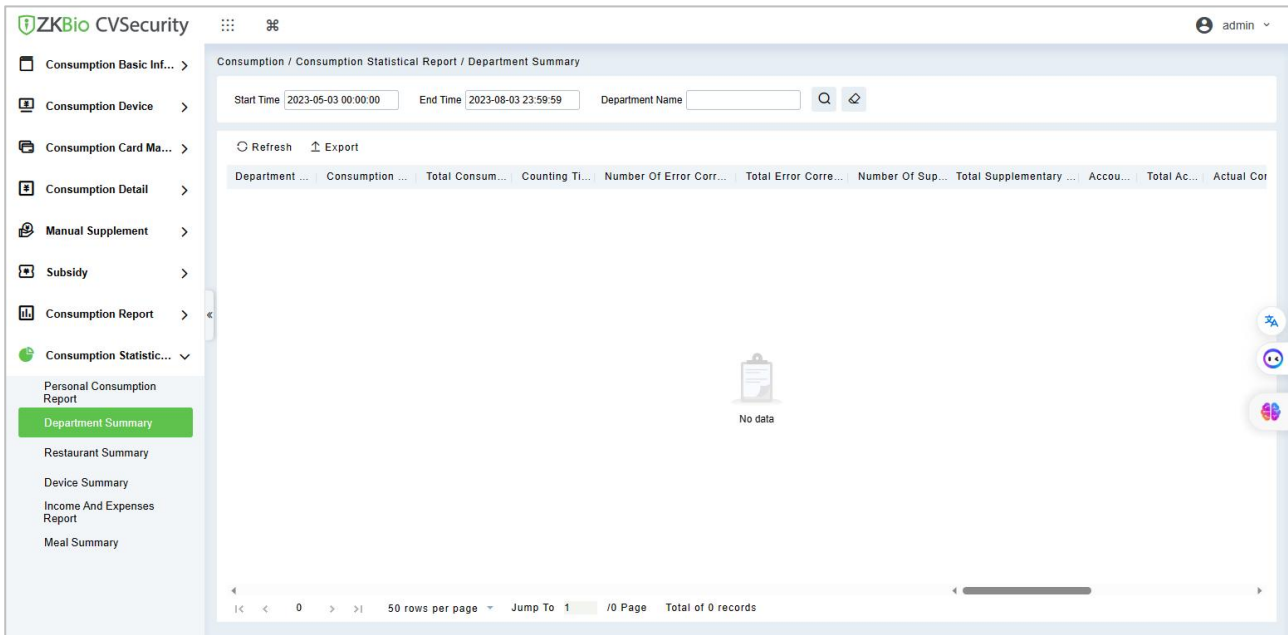 ZKBio CVSecurity
admin
Consumption Basic Inf...
Consumption Device
Consumption Card Ma...
Consumption Detail
Manual Supplement
Subsidy
Consumption Report
Consumption Statistic...
Personal Consumption
Report
Department Summary
Restaurant Summary
Device Summary
Income And Expenses
Report
Meal Summary
Consumption / Consumption Statistical Report / Department Summary
Start Time 2023-05-03 00:00:00 End Time 2023-08-03 23:59:59 Department Name
Refresh Export
Department ... Consumption ... Total Consum... Counting Ti... Number Of Error Corr... Total Error Corre... Number Of Sup... Total Supplementary ... Accou... Total Ac... Actual Cor
No data
0 50 rows per page Jump To 1 /0 Page Total of 0 records